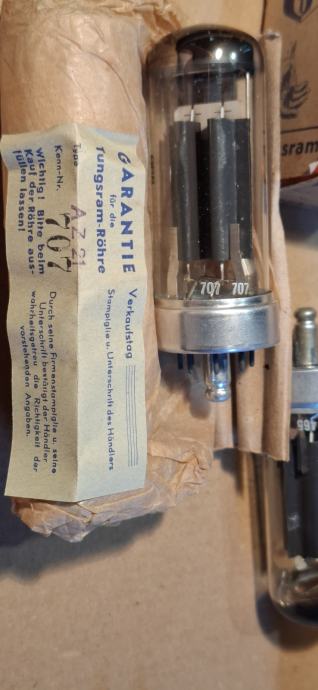 GARANTIE
für die
Tungsram-Röhre
Type AZ 21
Kenn-Nr. 707
Wichtig! Bitte beim
Kauf der Röhre aus-
füllen lassen!
Verkaufstag
Stampiglie u. Unterschrift des Händlers
Durch seine Firmenstampiglie u. seine
Unterschrift bestätigt der Händler
wahrheitsgetreu die Richtigkeit der
vorstehenden Angaben.
707 707
sram